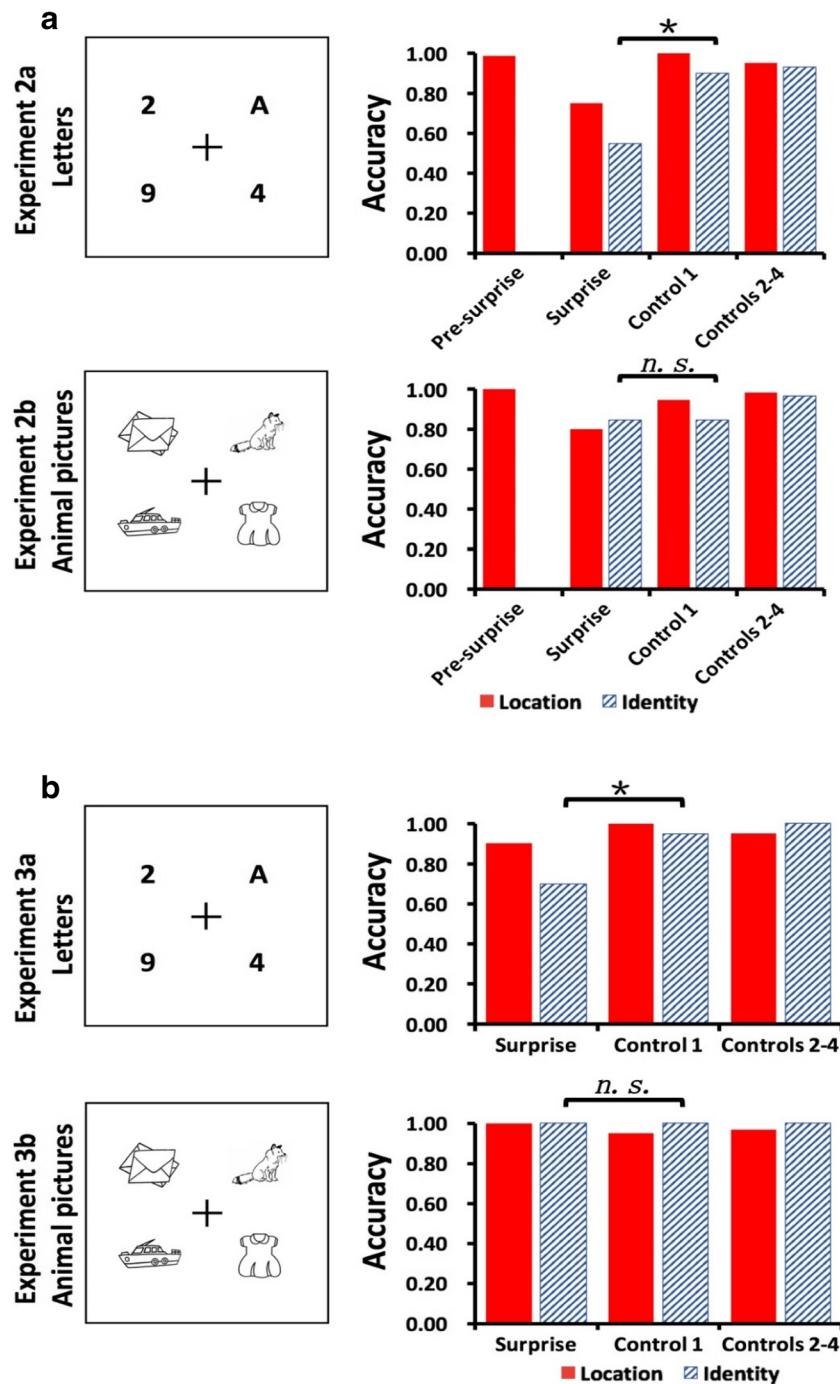 a
Experiment 2a
Letters
2 A
+
9 4
*
Accuracy
1.00
0.80
0.60
0.40
0.20
0.00
Pre-surprise
Surprise
Control 1
Controls 2-4
Experiment 2b
Animal pictures
+
n. s.
Accuracy
1.00
0.80
0.60
0.40
0.20
0.00
Pre-surprise
Surprise
Control 1
Controls 2-4
Location Identity
b
Experiment 3a
Letters
2 A
+
9 4
*
Accuracy
1.00
0.80
0.60
0.40
0.20
0.00
Surprise Control 1 Controls 2-4
Experiment 3b
Animal pictures
+
n. s.
Accuracy
1.00
0.80
0.60
0.40
0.20
0.00
Surprise Control 1 Controls 2-4
Location Identity